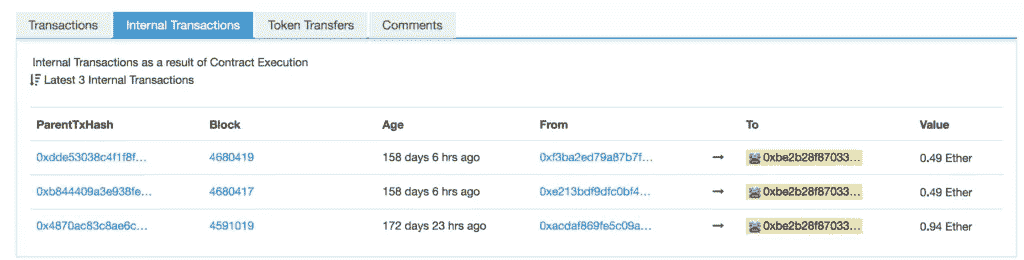 Transactions Internal Transactions Token Transfers Comments
Internal Transactions as a result of Contract Execution
Latest 3 Internal Transactions
ParentTxHash Block Age From To Value
0xdde53038c4f1f8f... 4680419 158 days 6 hrs ago 0xf3ba2ed79a87b7f... 0xbe2b28f87033... 0.49 Ether
0xb844409a3e938fe... 4680417 158 days 6 hrs ago 0xe213bdf9dfc0bf4... 0xbe2b28f87033... 0.49 Ether
0x4870ac83c8ae6c... 4591019 172 days 23 hrs ago 0xacdaf869fe5c09a... 0xbe2b28f87033... 0.94 Ether